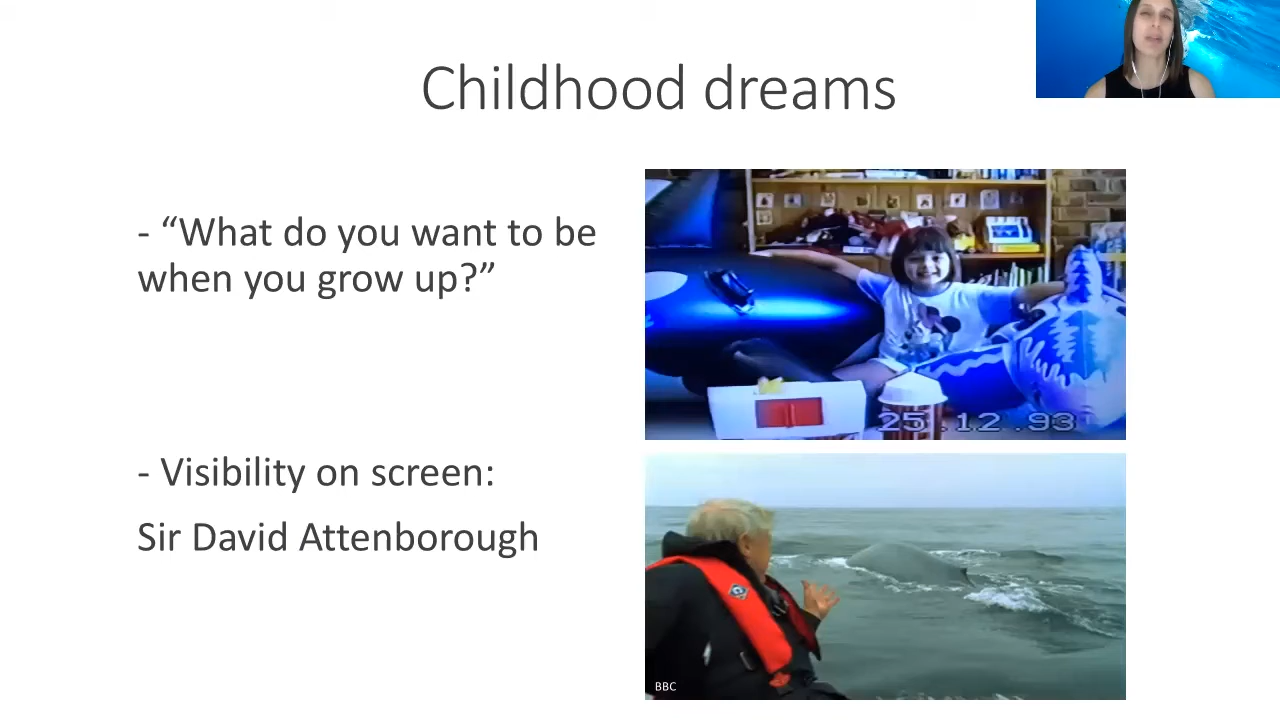 Childhood dreams
- “What do you want to be
when you grow up?”
25.12.93
- Visibility on screen:
Sir David Attenborough
BBC